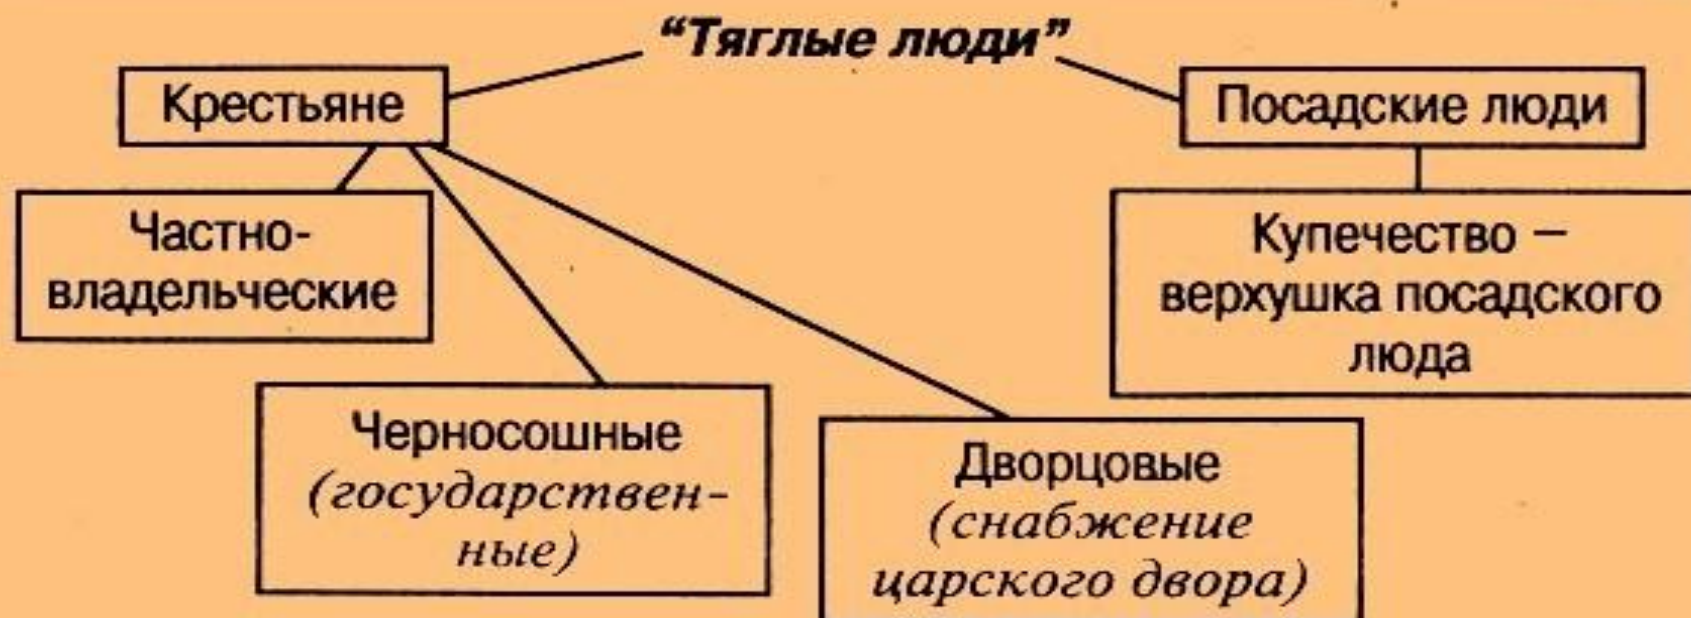 “Тяглые люди”
Крестьяне
Посадские люди
Частно-
владельческие
Купечество –
верхушка посадского
люда
Черносошные
(государствен-
ные)
Дворцовые
(снабжение
царского двора)